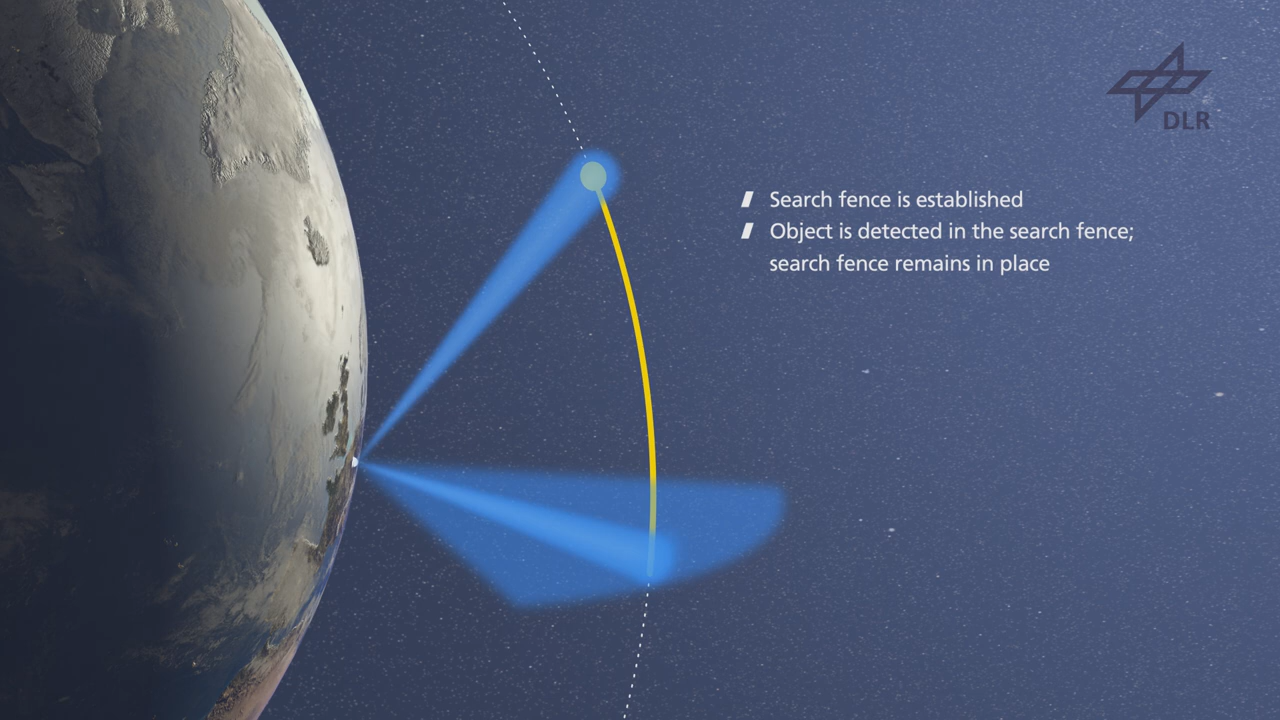 DLR
Search fence is established
Object is detected in the search fence;
search fence remains in place